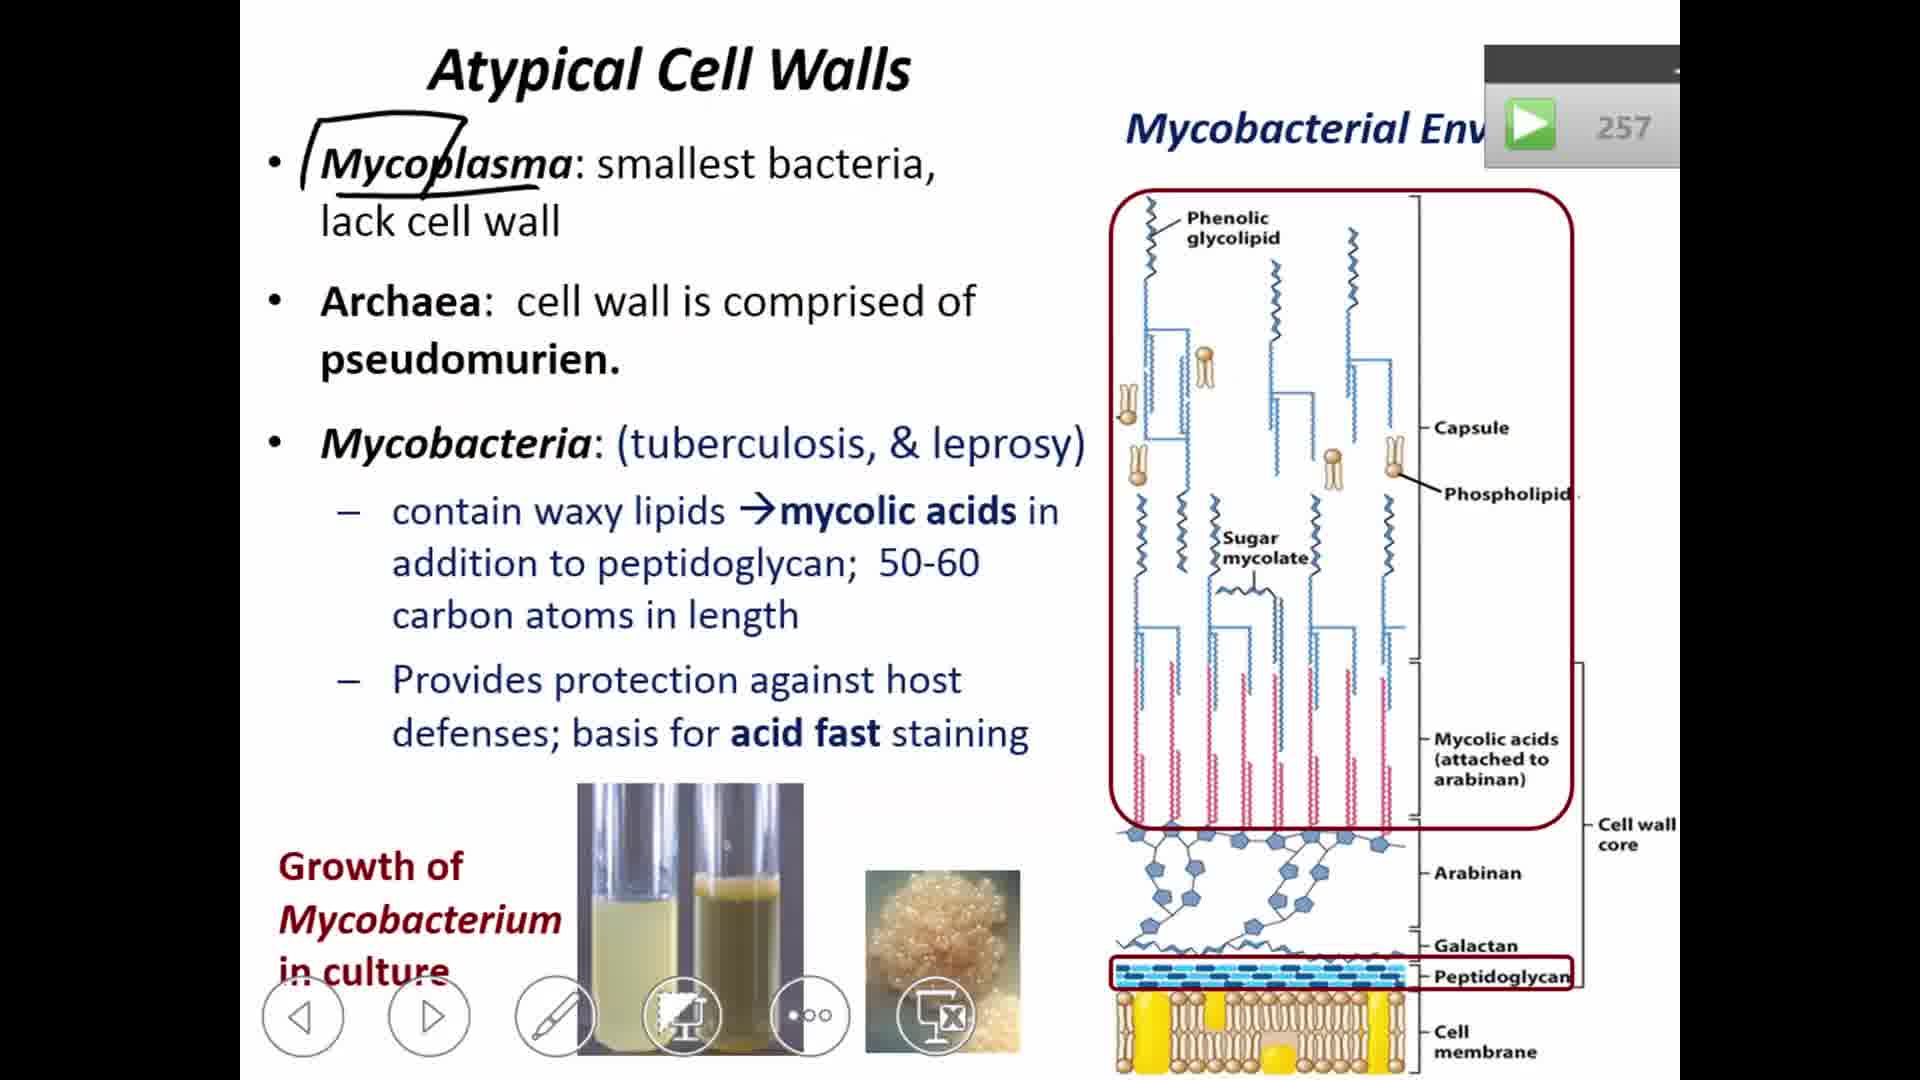 Atypical Cell Walls
• Mycoplasma: smallest bacteria,
lack cell wall
• Archaea: cell wall is comprised of
pseudomurien.
• Mycobacteria: (tuberculosis, & leprosy)
– contain waxy lipids →mycolic acids in
addition to peptidoglycan; 50-60
carbon atoms in length
– Provides protection against host
defenses; basis for acid fast staining
Growth of
Mycobacterium
in culture
Mycobacterial Env
257
Phenolic
glycolipid
Capsule
Phospholipid
Sugar
mycolate
Mycolic acids
(attached to
arabinan)
Cell wall
core
Arabinan
Galactan
Peptidoglycan
Cell
membrane